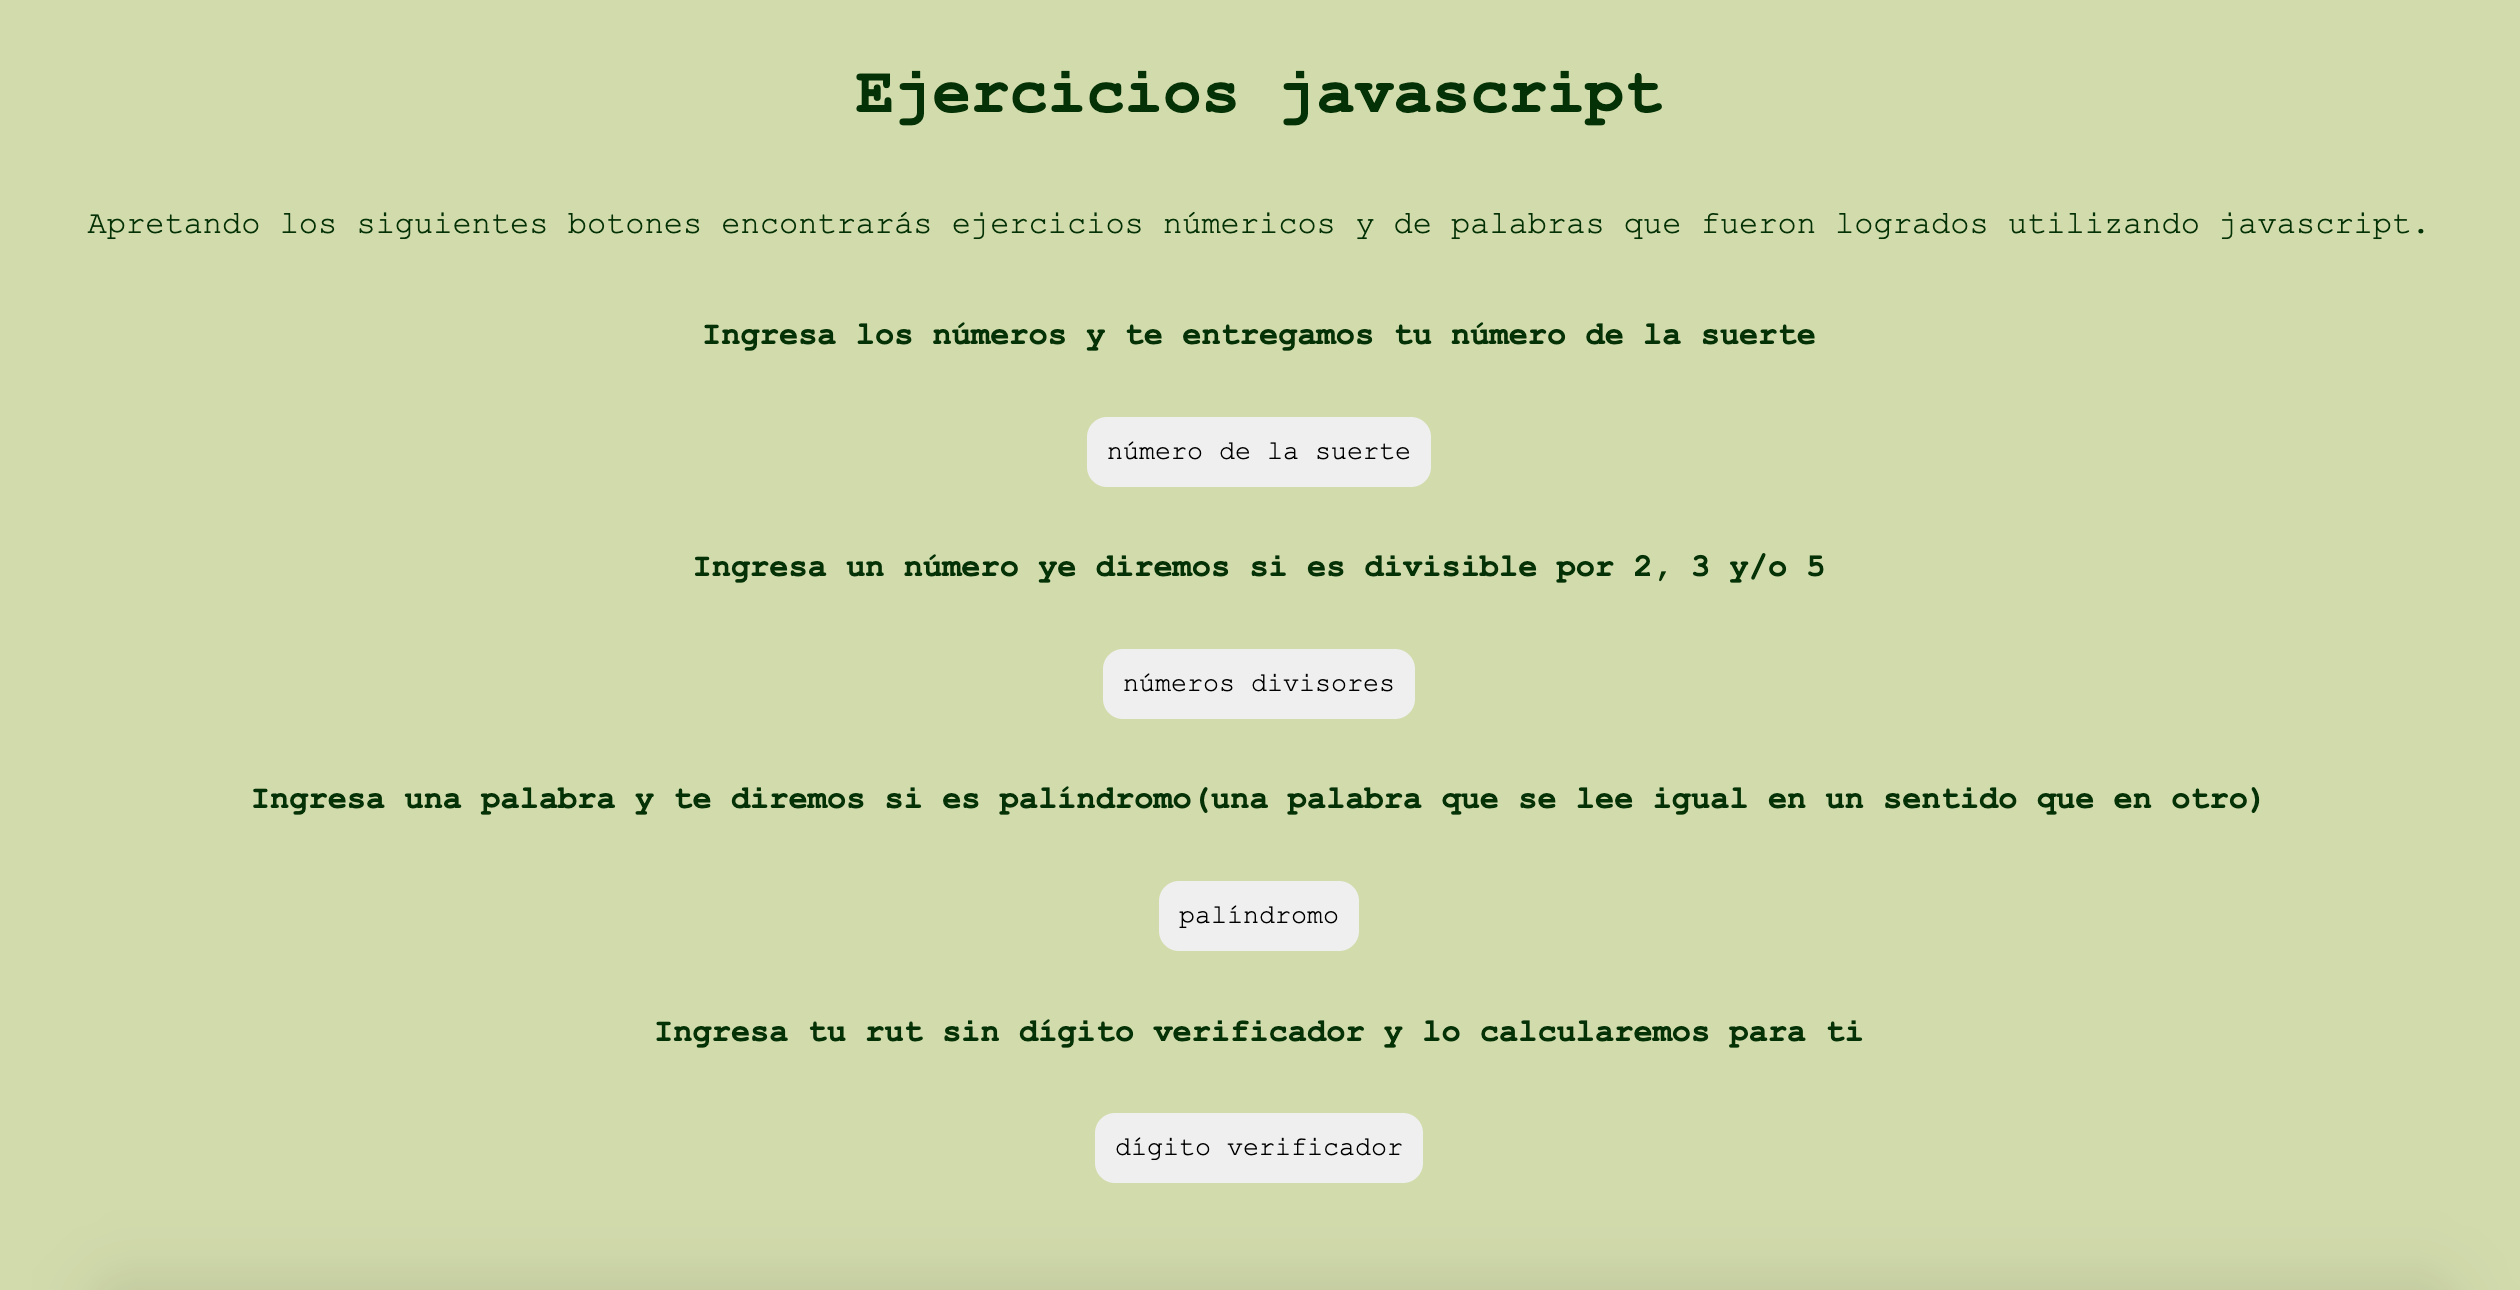 Ejercicios javascript
Apretando los siguientes botones encontrarás ejercicios númericos y de palabras que fueron logrados utilizando javascript.
Ingresa los números y te entregamos tu número de la suerte
número de la suerte
Ingresa un número ye diremos si es divisible por 2, 3 y/o 5
números divisores
Ingresa una palabra y te diremos si es palíndromo(una palabra que se lee igual en un sentido que en otro)
palíndromo
Ingresa tu rut sin dígito verificador y lo calcularemos para ti
dígito verificador